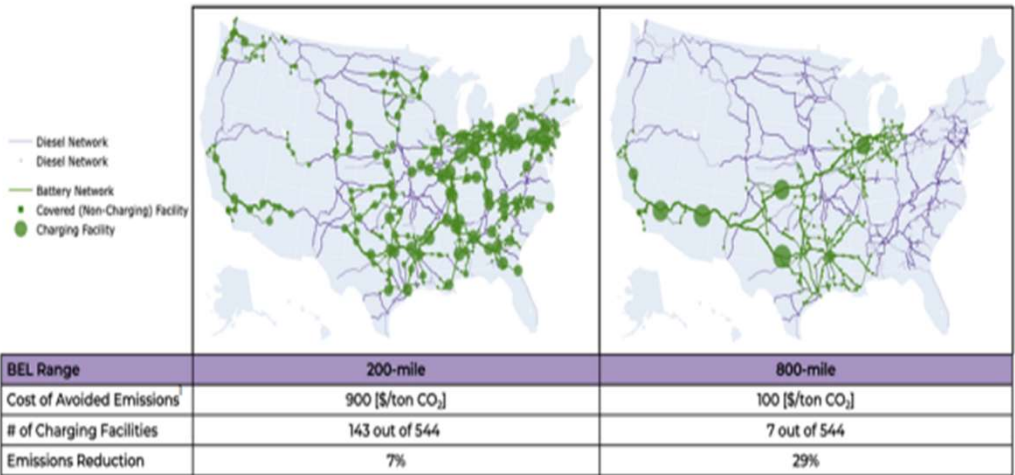 Diesel Network
Diesel Network
Battery Network
Covered (Non-Charging) Facility
Charging Facility
BEL Range 200-mile 800-mile
Cost of Avoided Emissions¹ 900 [$/ton CO₂] 100 [$/ton CO₂]
# of Charging Facilities 143 out of 544 7 out of 544
Emissions Reduction 7% 29%